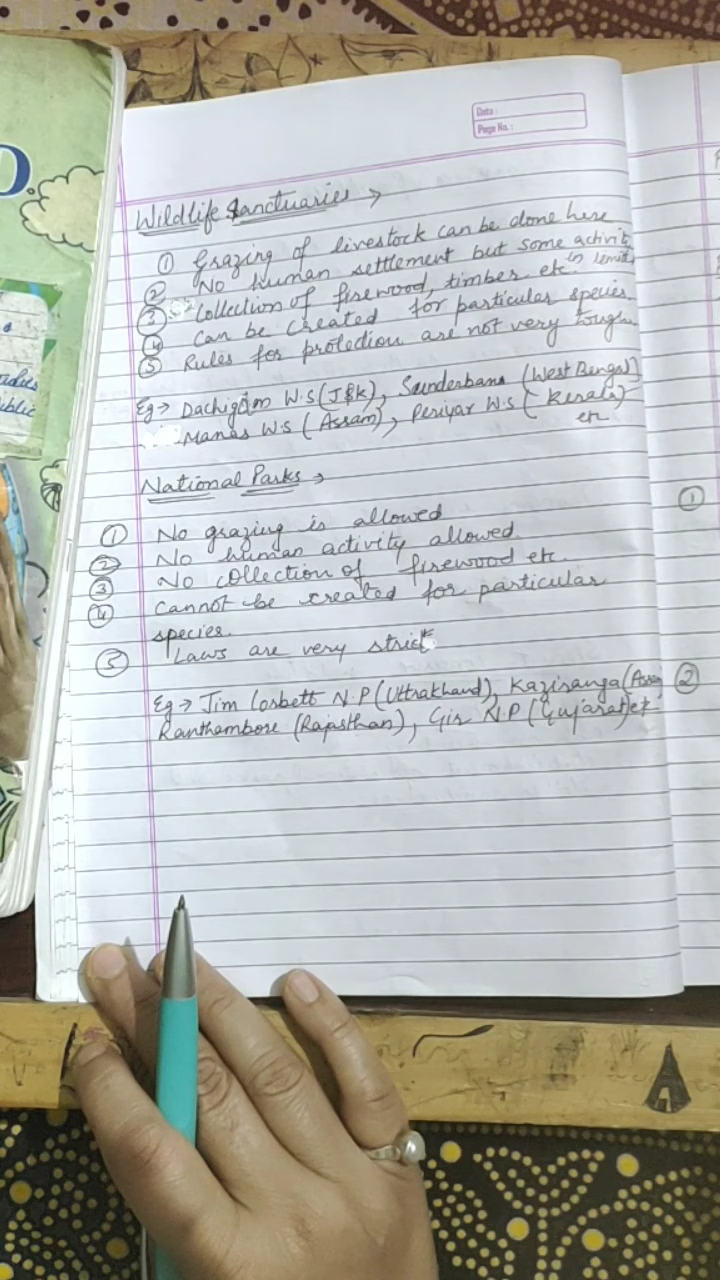 O
Date :
Page No. :
Wildlife Sanctuaries →
① Grazing of livestock can be done here
② No human settlement but some activity in limits
③ Collection of firewood, timber etc.
④ Can be created for particular species.
⑤ Rules for protection are not very tough.
Eg → Dachigam W.S (J&K), Sunderbans (West Bengal)
Manas W.S (Assam), Periyar W.S (Kerala)
etc
National Parks →
① No grazing is allowed
② No human activity allowed.
③ No collection of firewood etc.
④ Cannot be created for particular
species.
⑤ Laws are very strict
Eg → Jim Corbett N.P (Uttrakhand), Kaziranga (Assam
Ranthambore (Rajasthan), Gir N.P (Gujarat) etc.
①
②